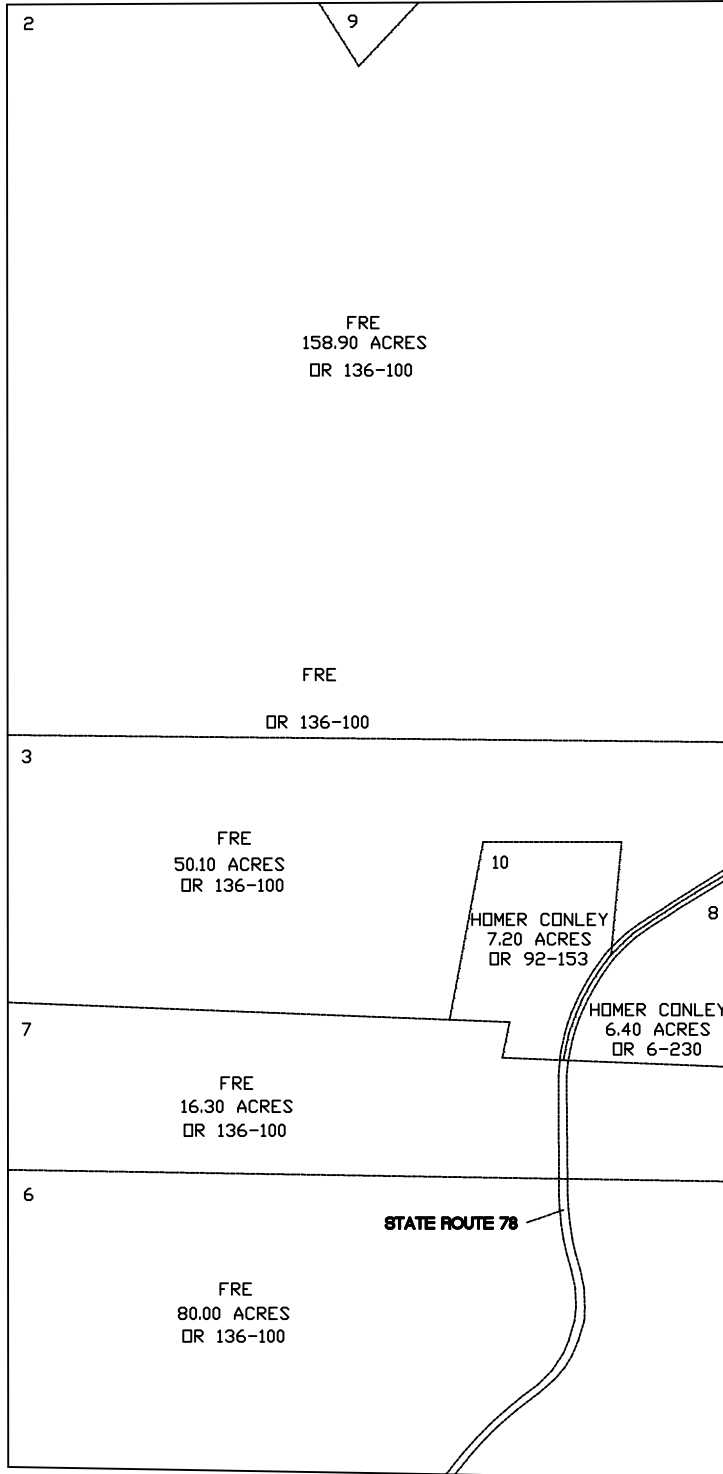 2
9
FRE
158.90 ACRES
OR 136-100
FRE
OR 136-100
3
FRE
50.10 ACRES
OR 136-100
10
HOMER CONLEY
7.20 ACRES
OR 92-153
8
HOMER CONLEY
6.40 ACRES
OR 6-230
7
FRE
16.30 ACRES
OR 136-100
6
STATE ROUTE 78
FRE
80.00 ACRES
OR 136-100